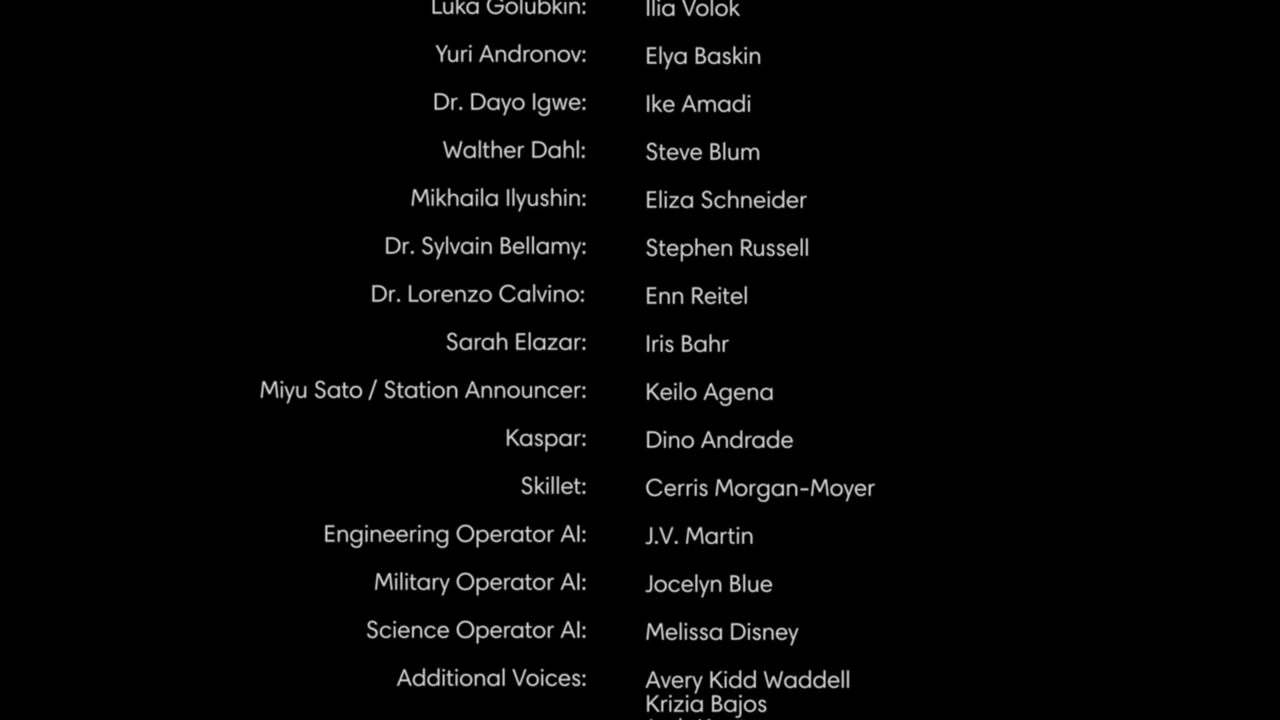 Luka Golubkin: Ilia Volok
Yuri Andronov: Elya Baskin
Dr. Dayo Igwe: Ike Amadi
Walther Dahl: Steve Blum
Mikhaila Ilyushin: Eliza Schneider
Dr. Sylvain Bellamy: Stephen Russell
Dr. Lorenzo Calvino: Enn Reitel
Sarah Elazar: Iris Bahr
Miyu Sato / Station Announcer: Keilo Agena
Kaspar: Dino Andrade
Skillet: Cerris Morgan-Moyer
Engineering Operator AI: J.V. Martin
Military Operator AI: Jocelyn Blue
Science Operator AI: Melissa Disney
Additional Voices: Avery Kidd Waddell
Krizia Bajos